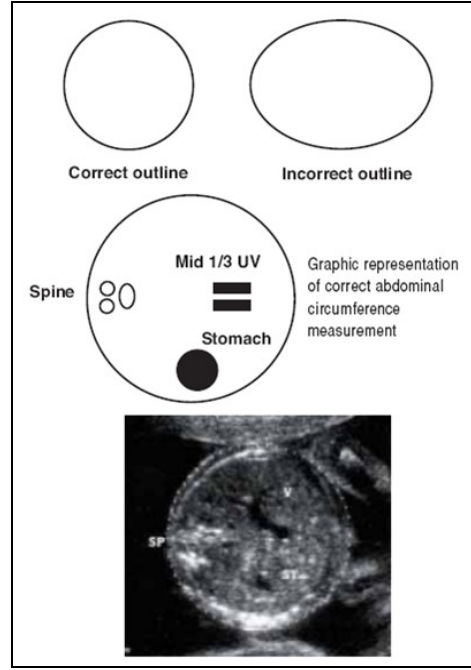 Correct outline
Incorrect outline
Mid 1/3 UV
Spine
Stomach
Graphic representation
of correct abdominal
circumference
measurement
V
SP
ST